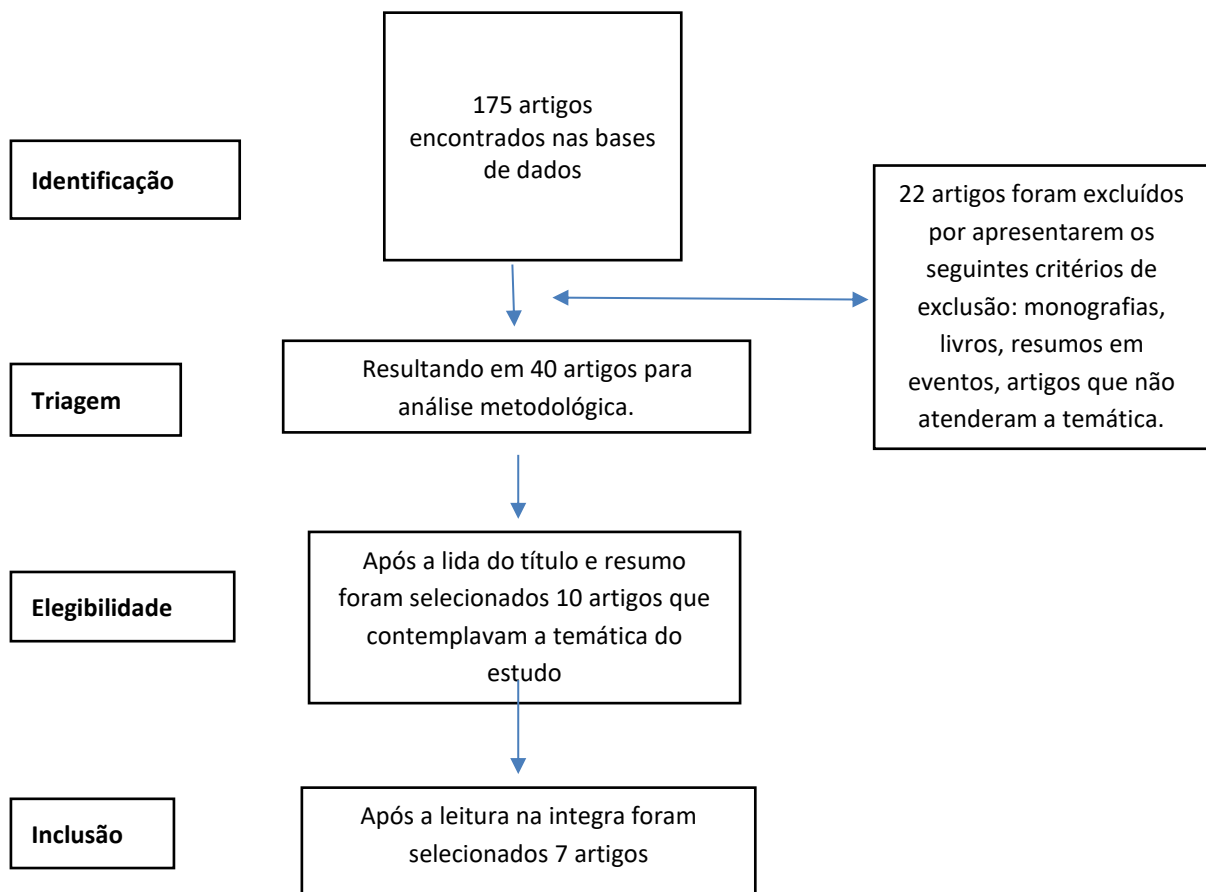 175 artigos
encontrados nas bases
de dados
Identificação
22 artigos foram excluídos
por apresentarem os
seguintes critérios de
exclusão: monografias,
livros, resumos em
eventos, artigos que não
atenderam a temática.
Triagem
Resultando em 40 artigos para
análise metodológica.
Elegibilidade
Após a lida do título e resumo
foram selecionados 10 artigos que
contemplavam a temática do
estudo
Inclusão
Após a leitura na integra foram
selecionados 7 artigos